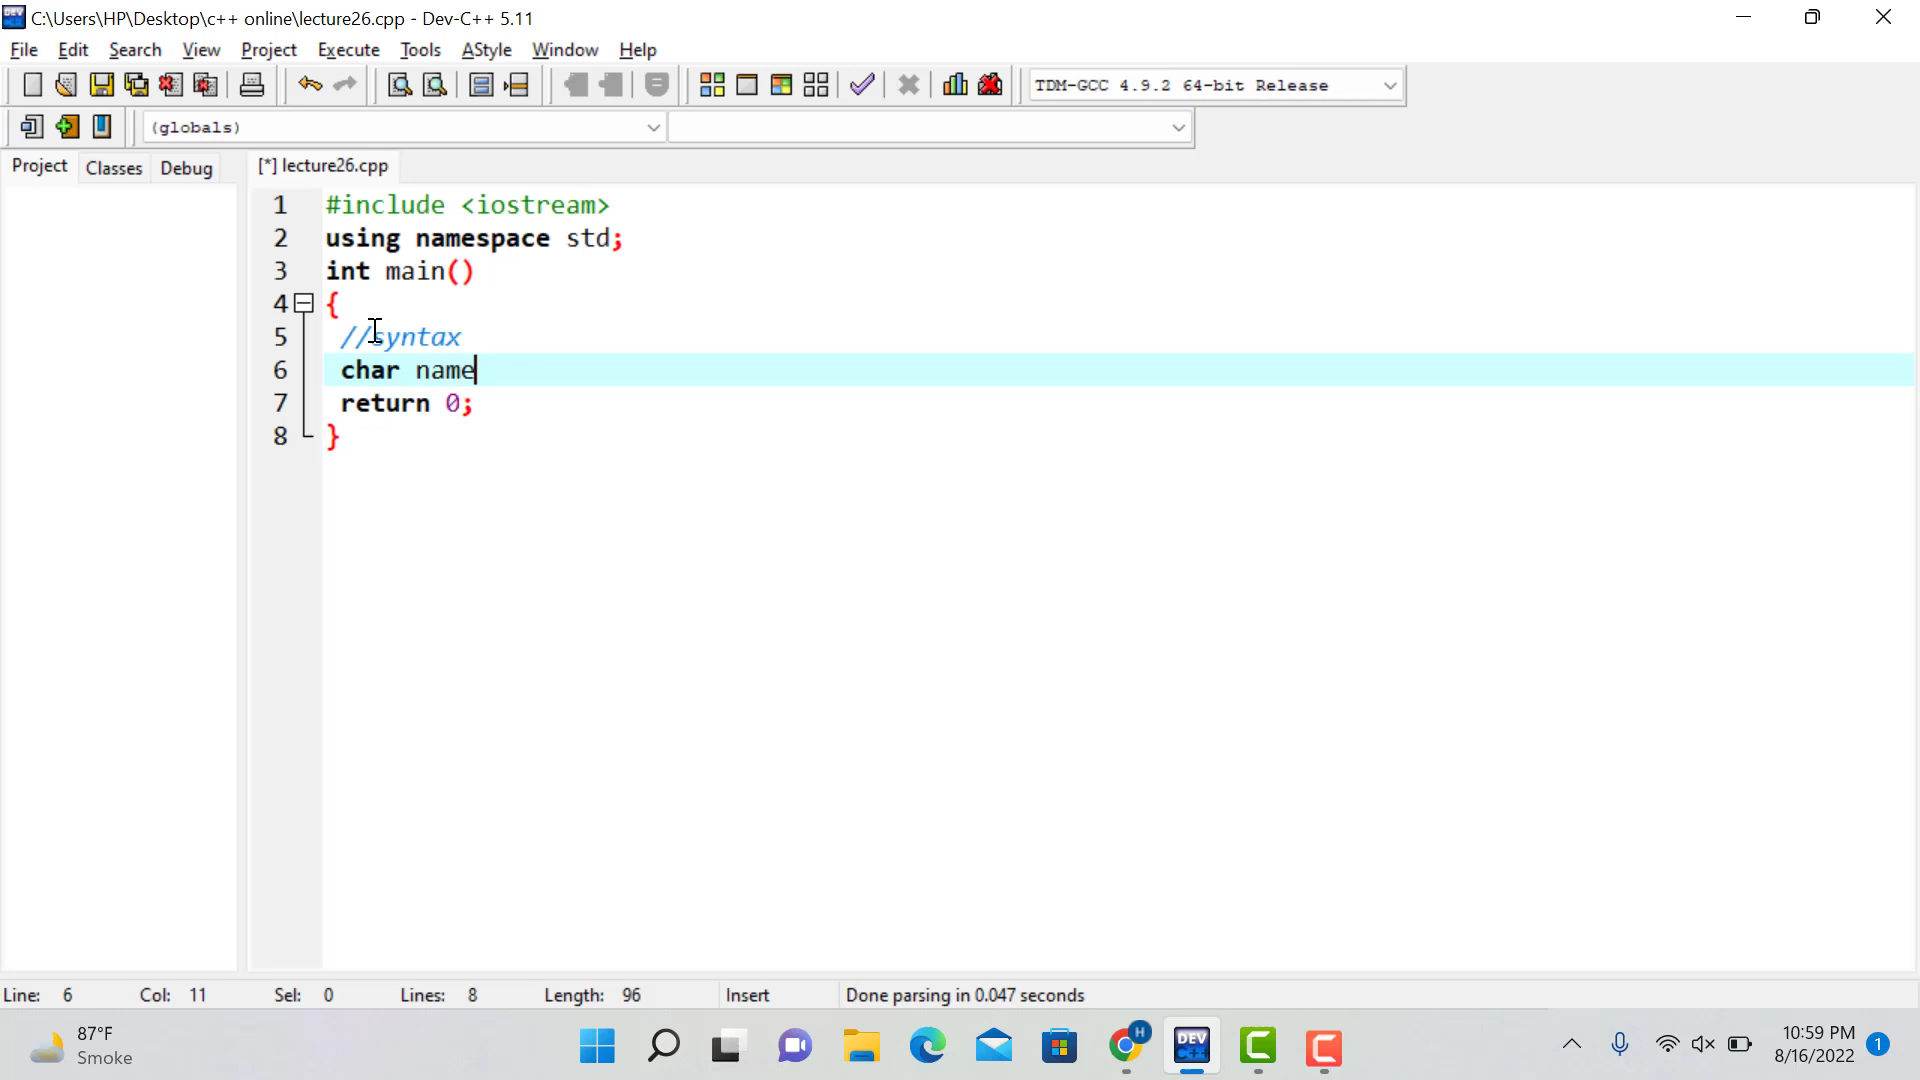 C:\Users\HP\Desktop\c++ online\lecture26.cpp - Dev-C++ 5.11
File Edit Search View Project Execute Tools AStyle Window Help
TDM-GCC 4.9.2 64-bit Release
(globals)
Project Classes Debug [*] lecture26.cpp
1 #include <iostream>
2 using namespace std;
3 int main()
4 {
5 //syntax
6 char name
7 return 0;
8 }
Line: 6 Col: 11 Sel: 0 Lines: 8 Length: 96 Insert Done parsing in 0.047 seconds
87°F
Smoke
H
DEV
C++
10:59 PM
8/16/2022
1